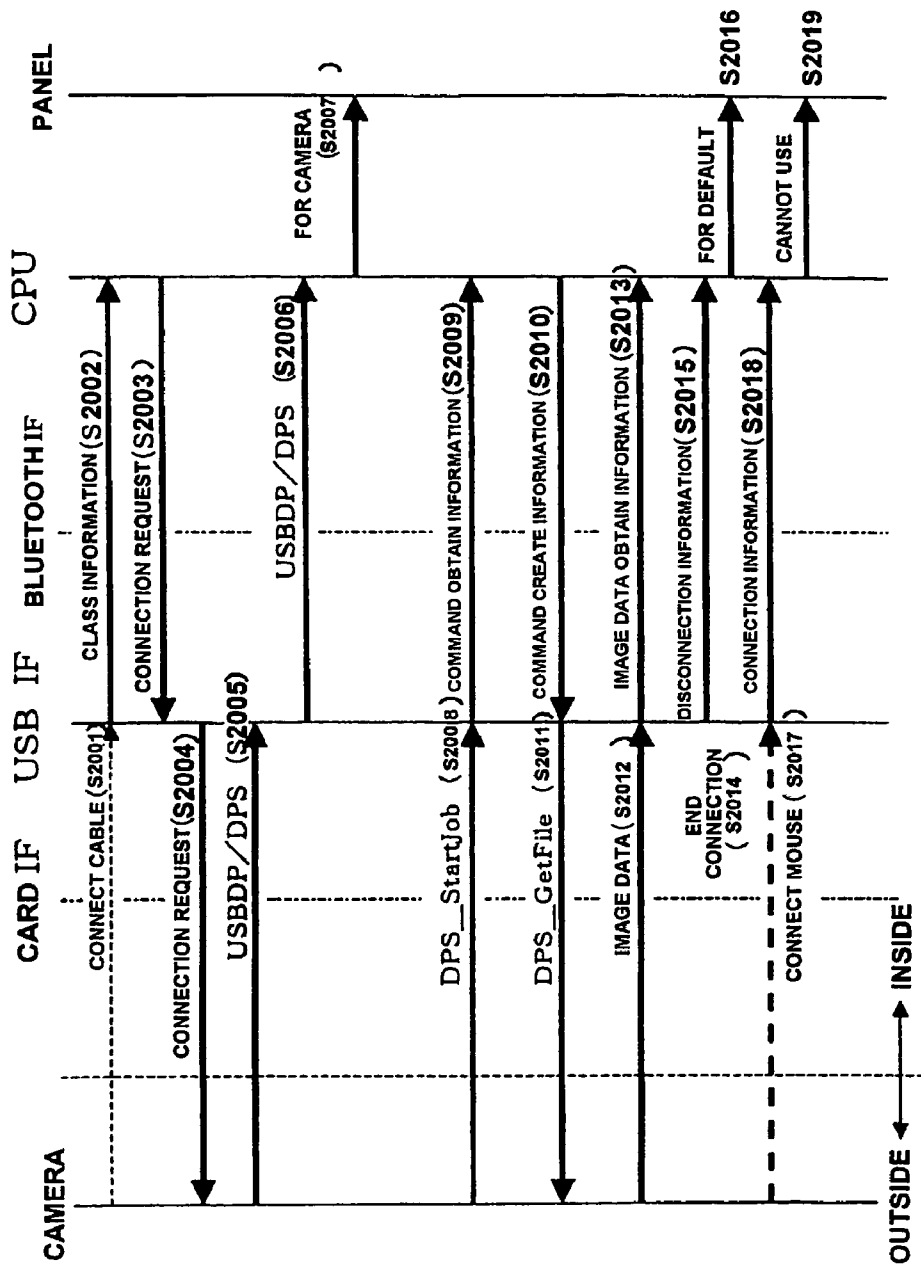 CAMERA
CARD IF
USB IF
BLUETOOTH IF
CPU
PANEL
CONNECT CABLE (S2001)
CLASS INFORMATION (S2002)
CONNECTION REQUEST (S2003)
CONNECTION REQUEST (S2004)
USBDP/DPS (S2005)
USBDP/DPS (S2006)
FOR CAMERA
(S2007 )
DPS_StartJob (S2008)
COMMAND OBTAIN INFORMATION (S2009)
COMMAND CREATE INFORMATION (S2010)
DPS_GetFile (S2011)
IMAGE DATA (S2012 )
IMAGE DATA OBTAIN INFORMATION (S2013)
END
CONNECTION
( S2014 )
DISCONNECTION INFORMATION (S2015 )
FOR DEFAULT
S2016
CONNECT MOUSE ( S2017 )
CONNECTION INFORMATION (S2018 )
CANNOT USE
S2019
OUTSIDE
INSIDE